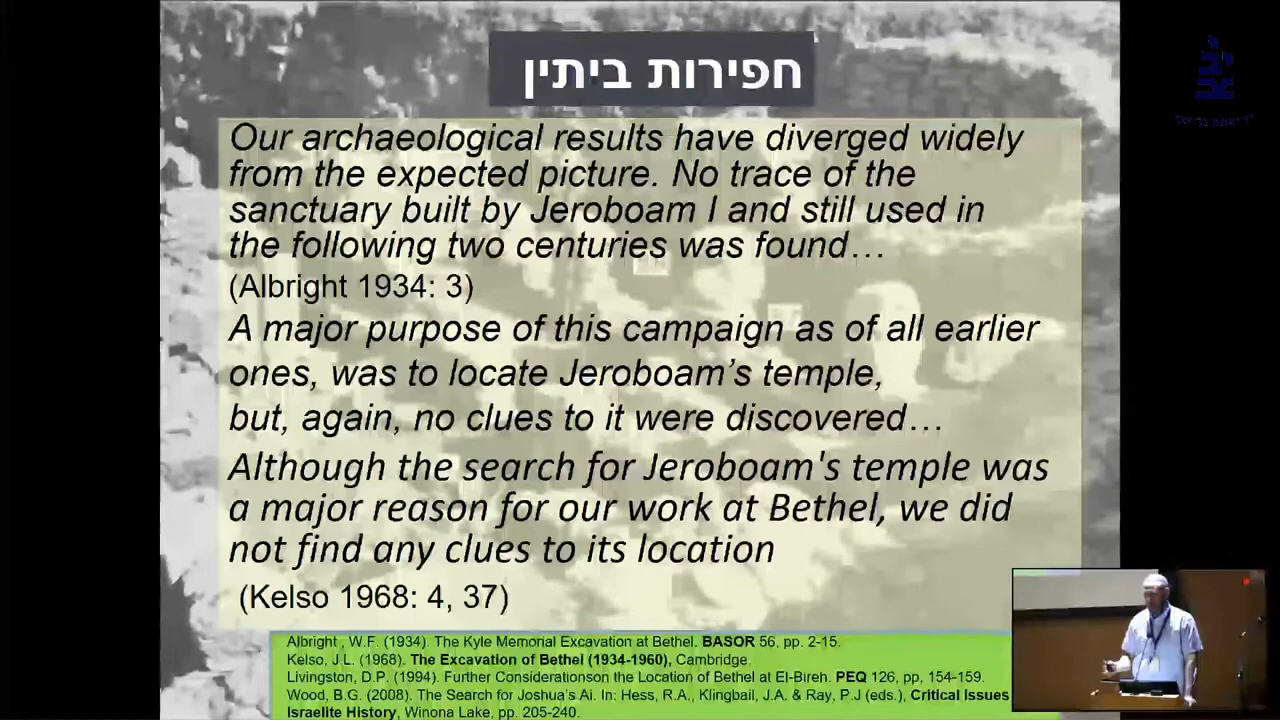 חפירות ביתין
Our archaeological results have diverged widely
from the expected picture. No trace of the
sanctuary built by Jeroboam I and still used in
the following two centuries was found…
(Albright 1934: 3)
A major purpose of this campaign as of all earlier
ones, was to locate Jeroboam’s temple,
but, again, no clues to it were discovered…
Although the search for Jeroboam's temple was
a major reason for our work at Bethel, we did
not find any clues to its location
(Kelso 1968: 4, 37)
Albright , W.F. (1934). The Kyle Memorial Excavation at Bethel. BASOR 56, pp. 2-15.
Kelso, J.L. (1968). The Excavation of Bethel (1934-1960), Cambridge.
Livingston, D.P. (1994). Further Considerationson the Location of Bethel at El-Bireh. PEQ 126, pp, 154-159.
Wood, B.G. (2008). The Search for Joshua's Ai. In: Hess, R.A., Klingbail, J.A. & Ray, P.J (eds.), Critical Issues
Israelite History, Winona Lake, pp. 205-240.